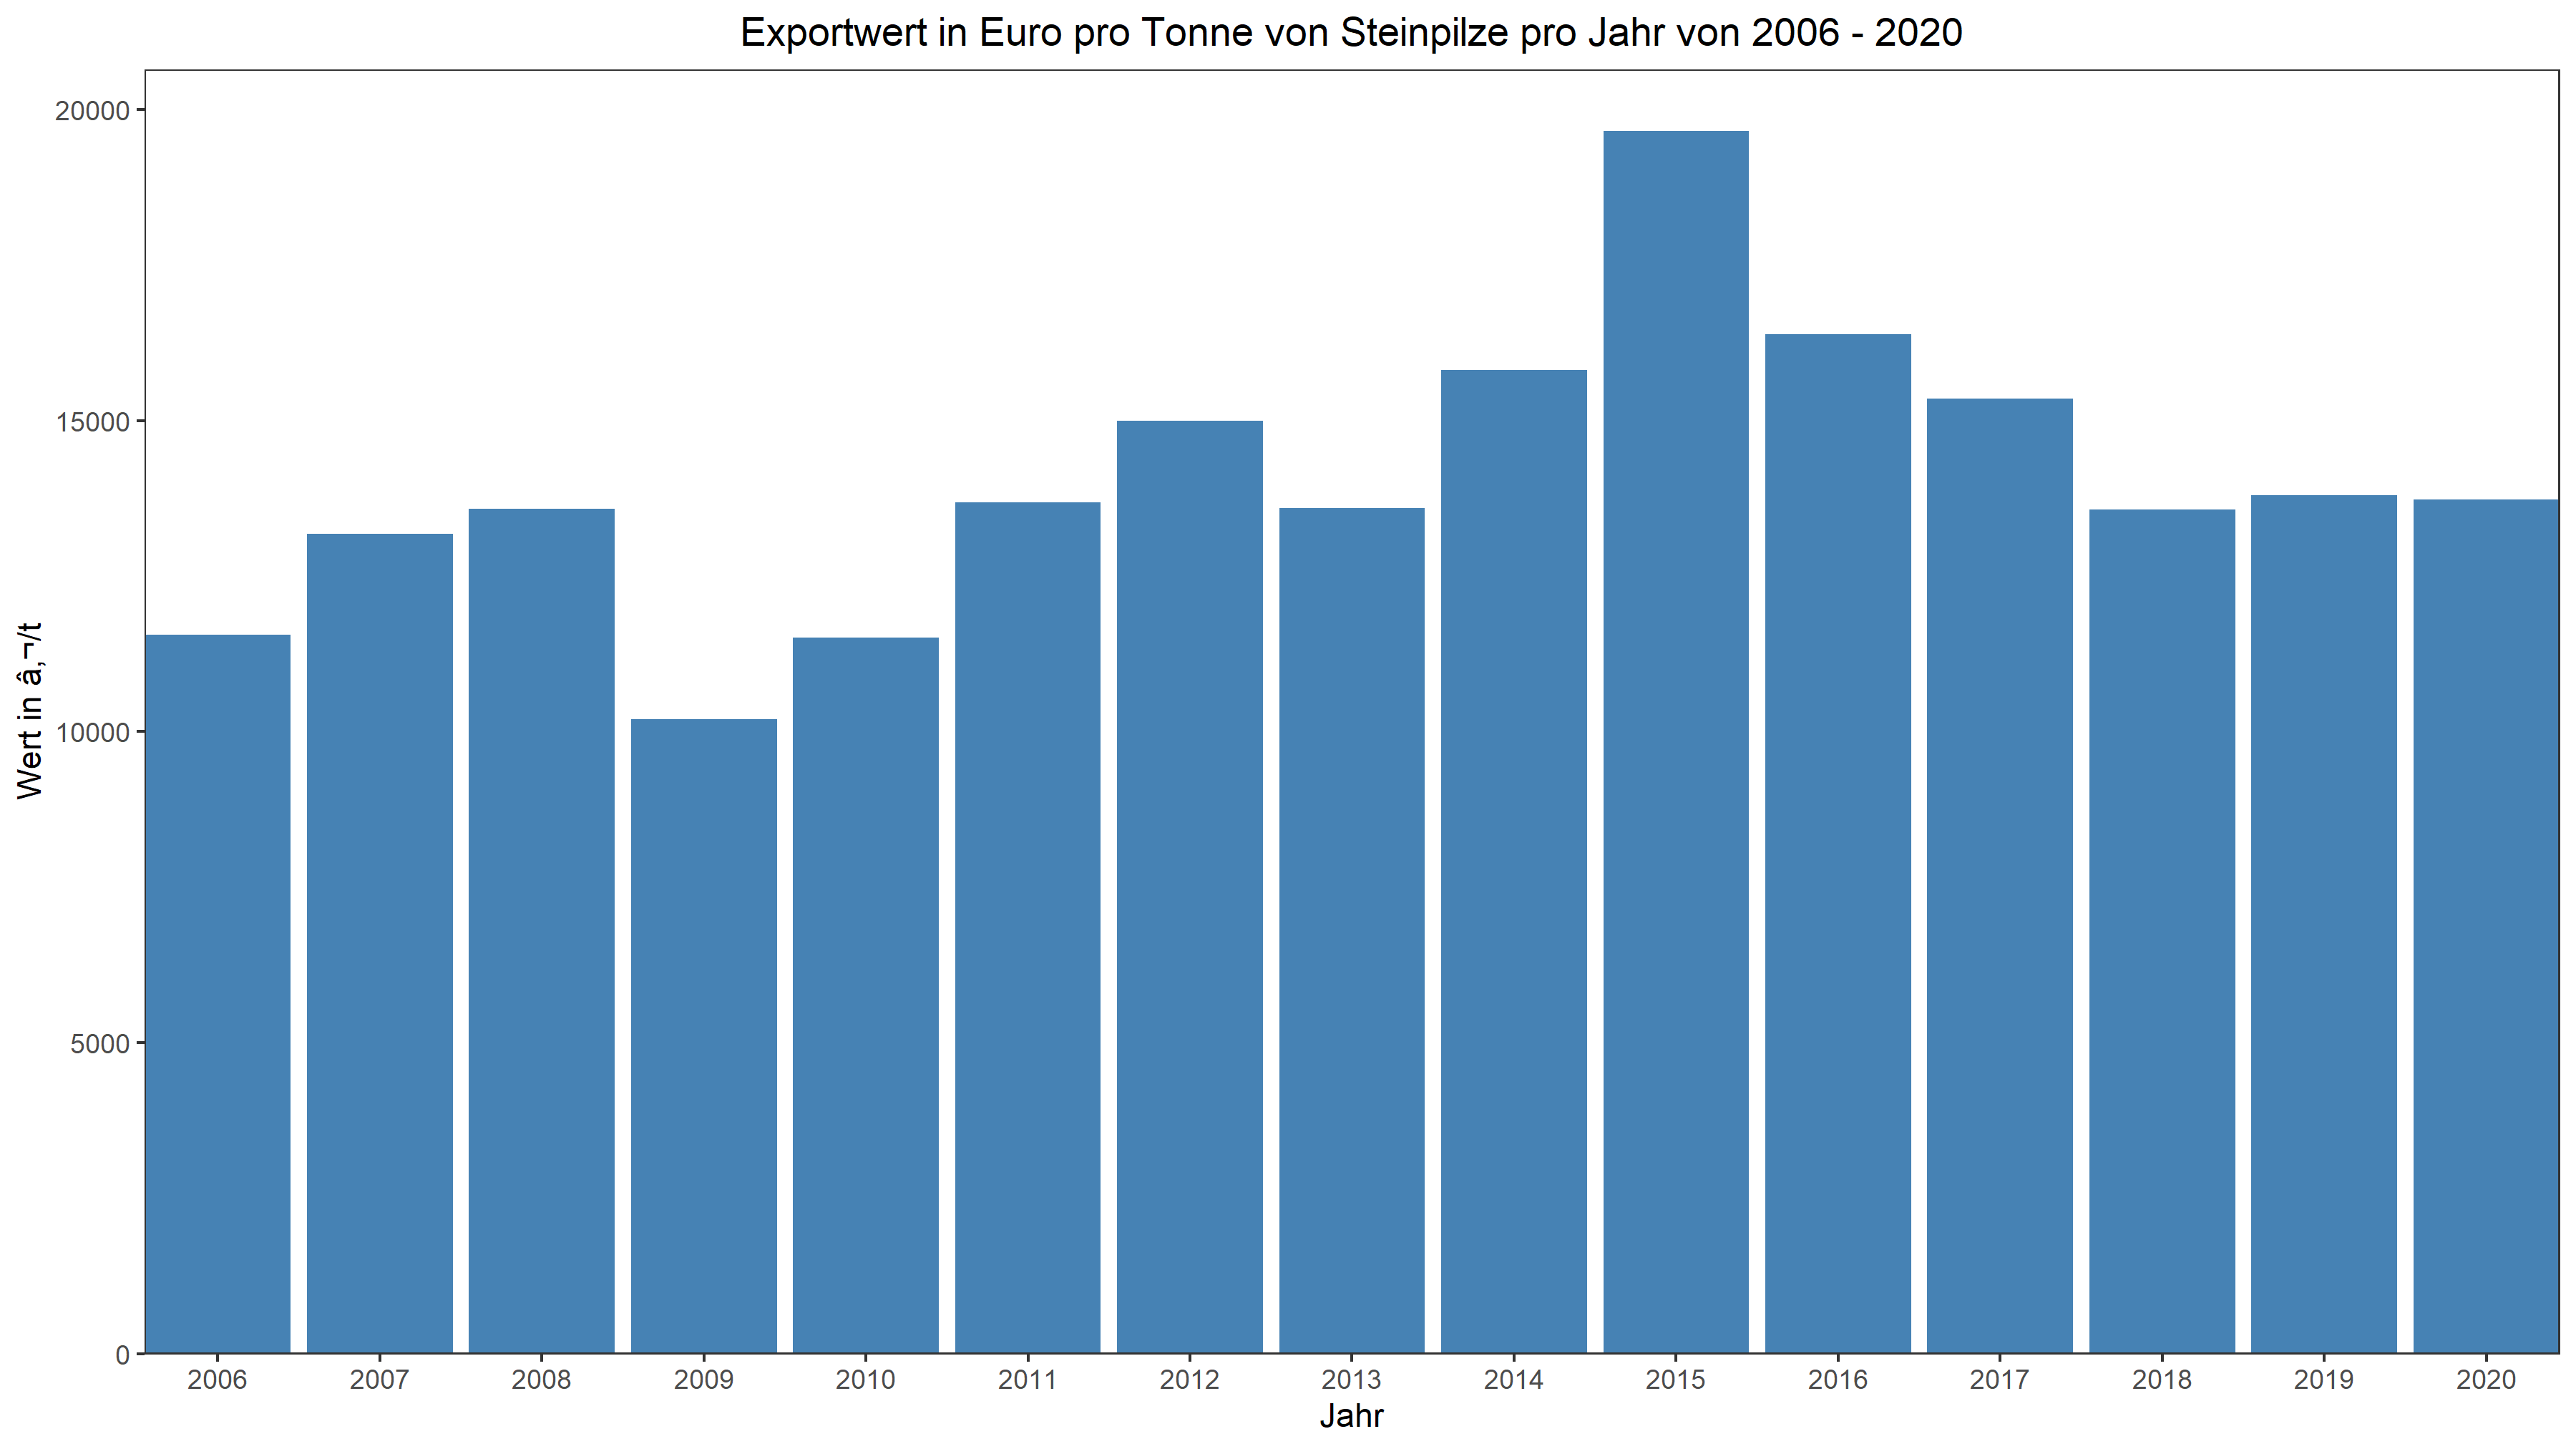 Exportwert in Euro pro Tonne von Steinpilze pro Jahr von 2006 - 2020
Wert in â‚¬/t
20000
15000
10000
5000
0
2006 2007 2008 2009 2010 2011 2012 2013 2014 2015 2016 2017 2018 2019 2020
Jahr